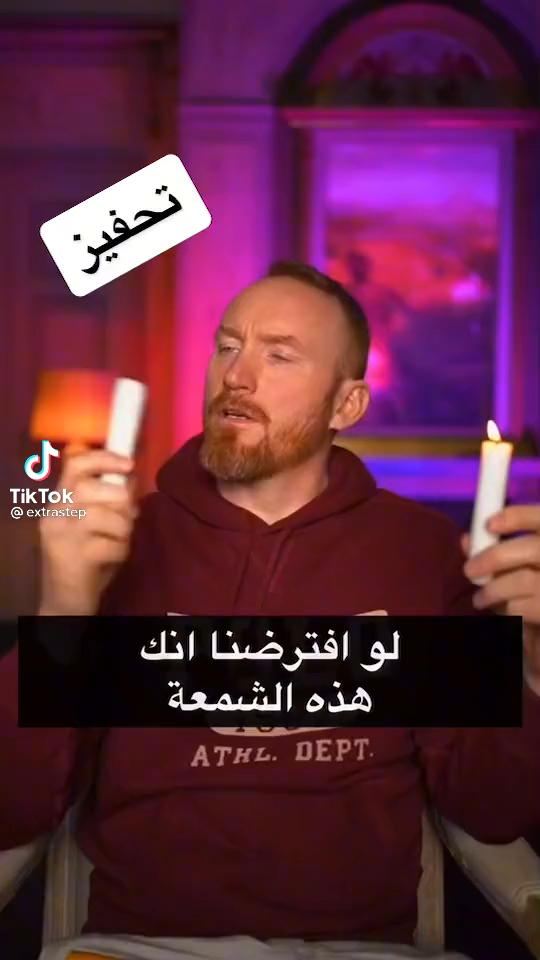 تحفيز
TikTok
@extrastep
لو افترضنا انك
هذه الشمعة
ATHL. DEPT.